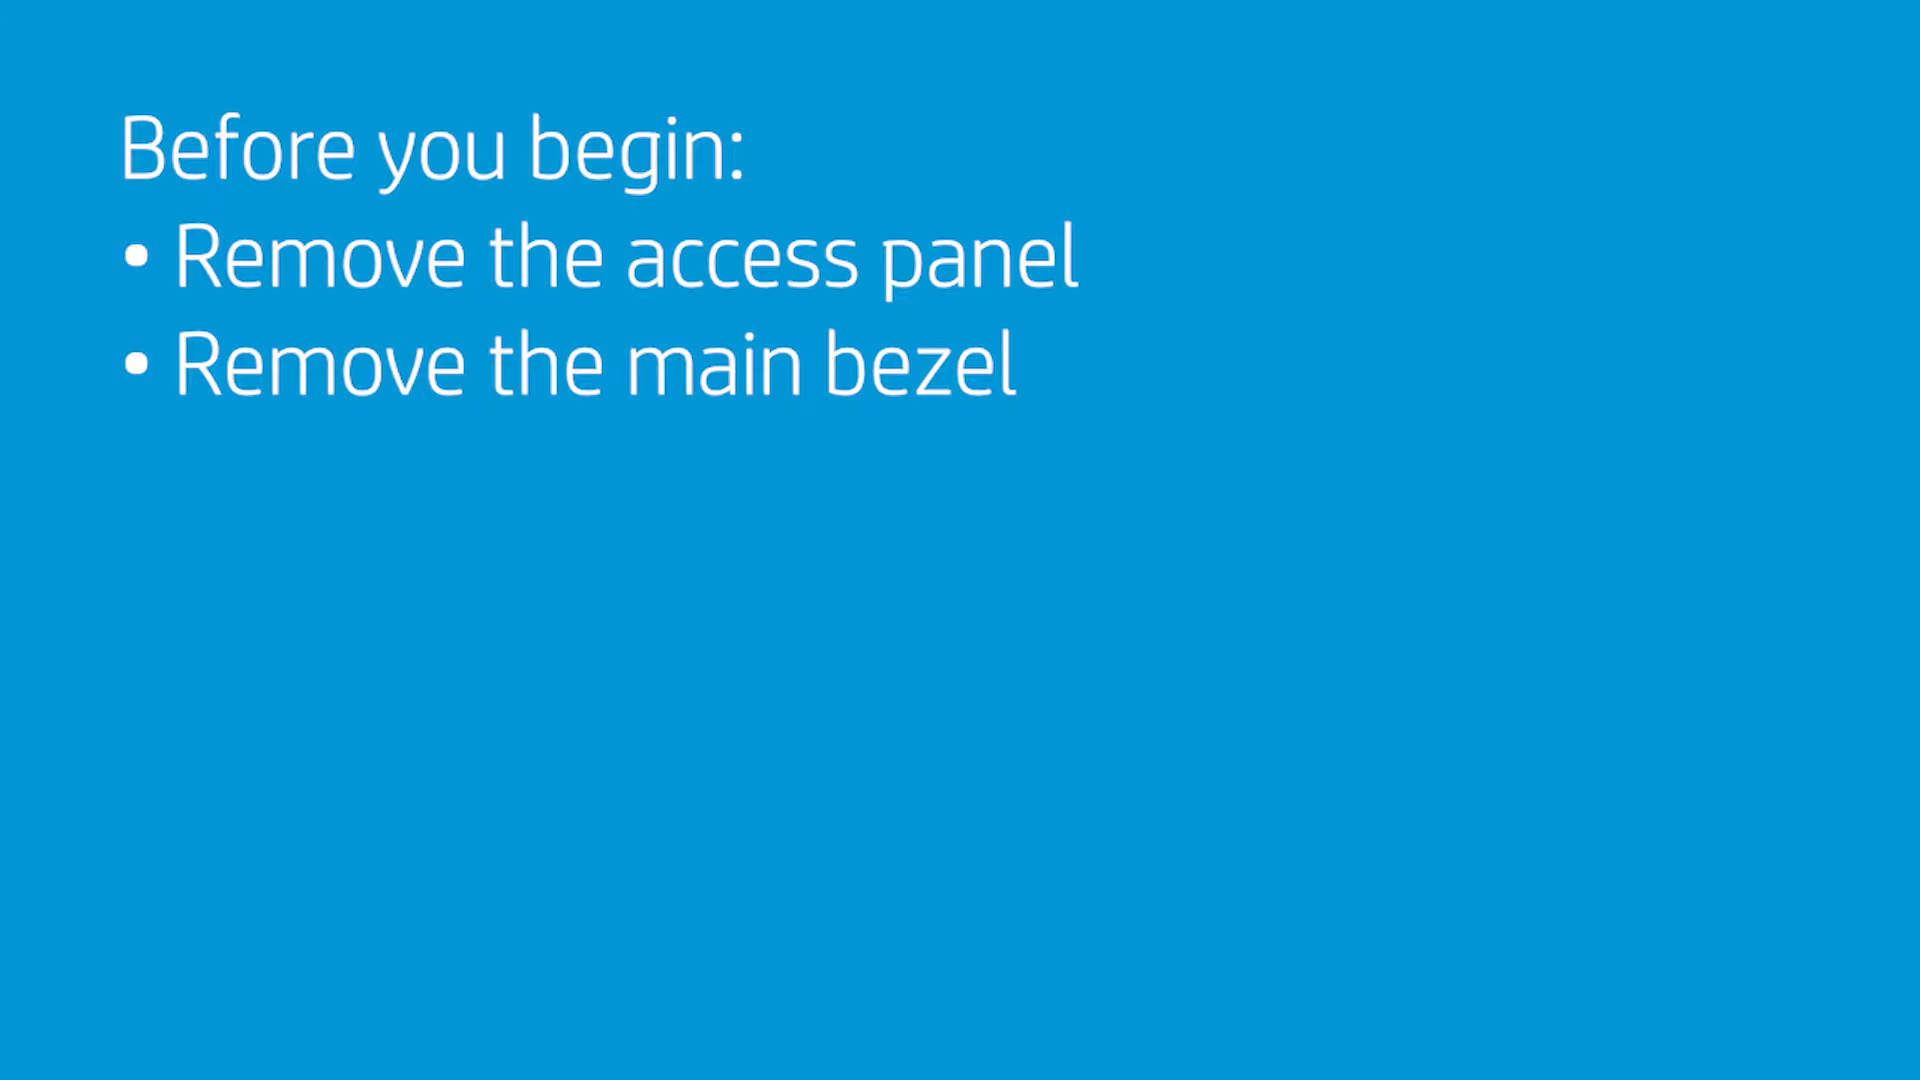 Before you begin:
• Remove the access panel
• Remove the main bezel